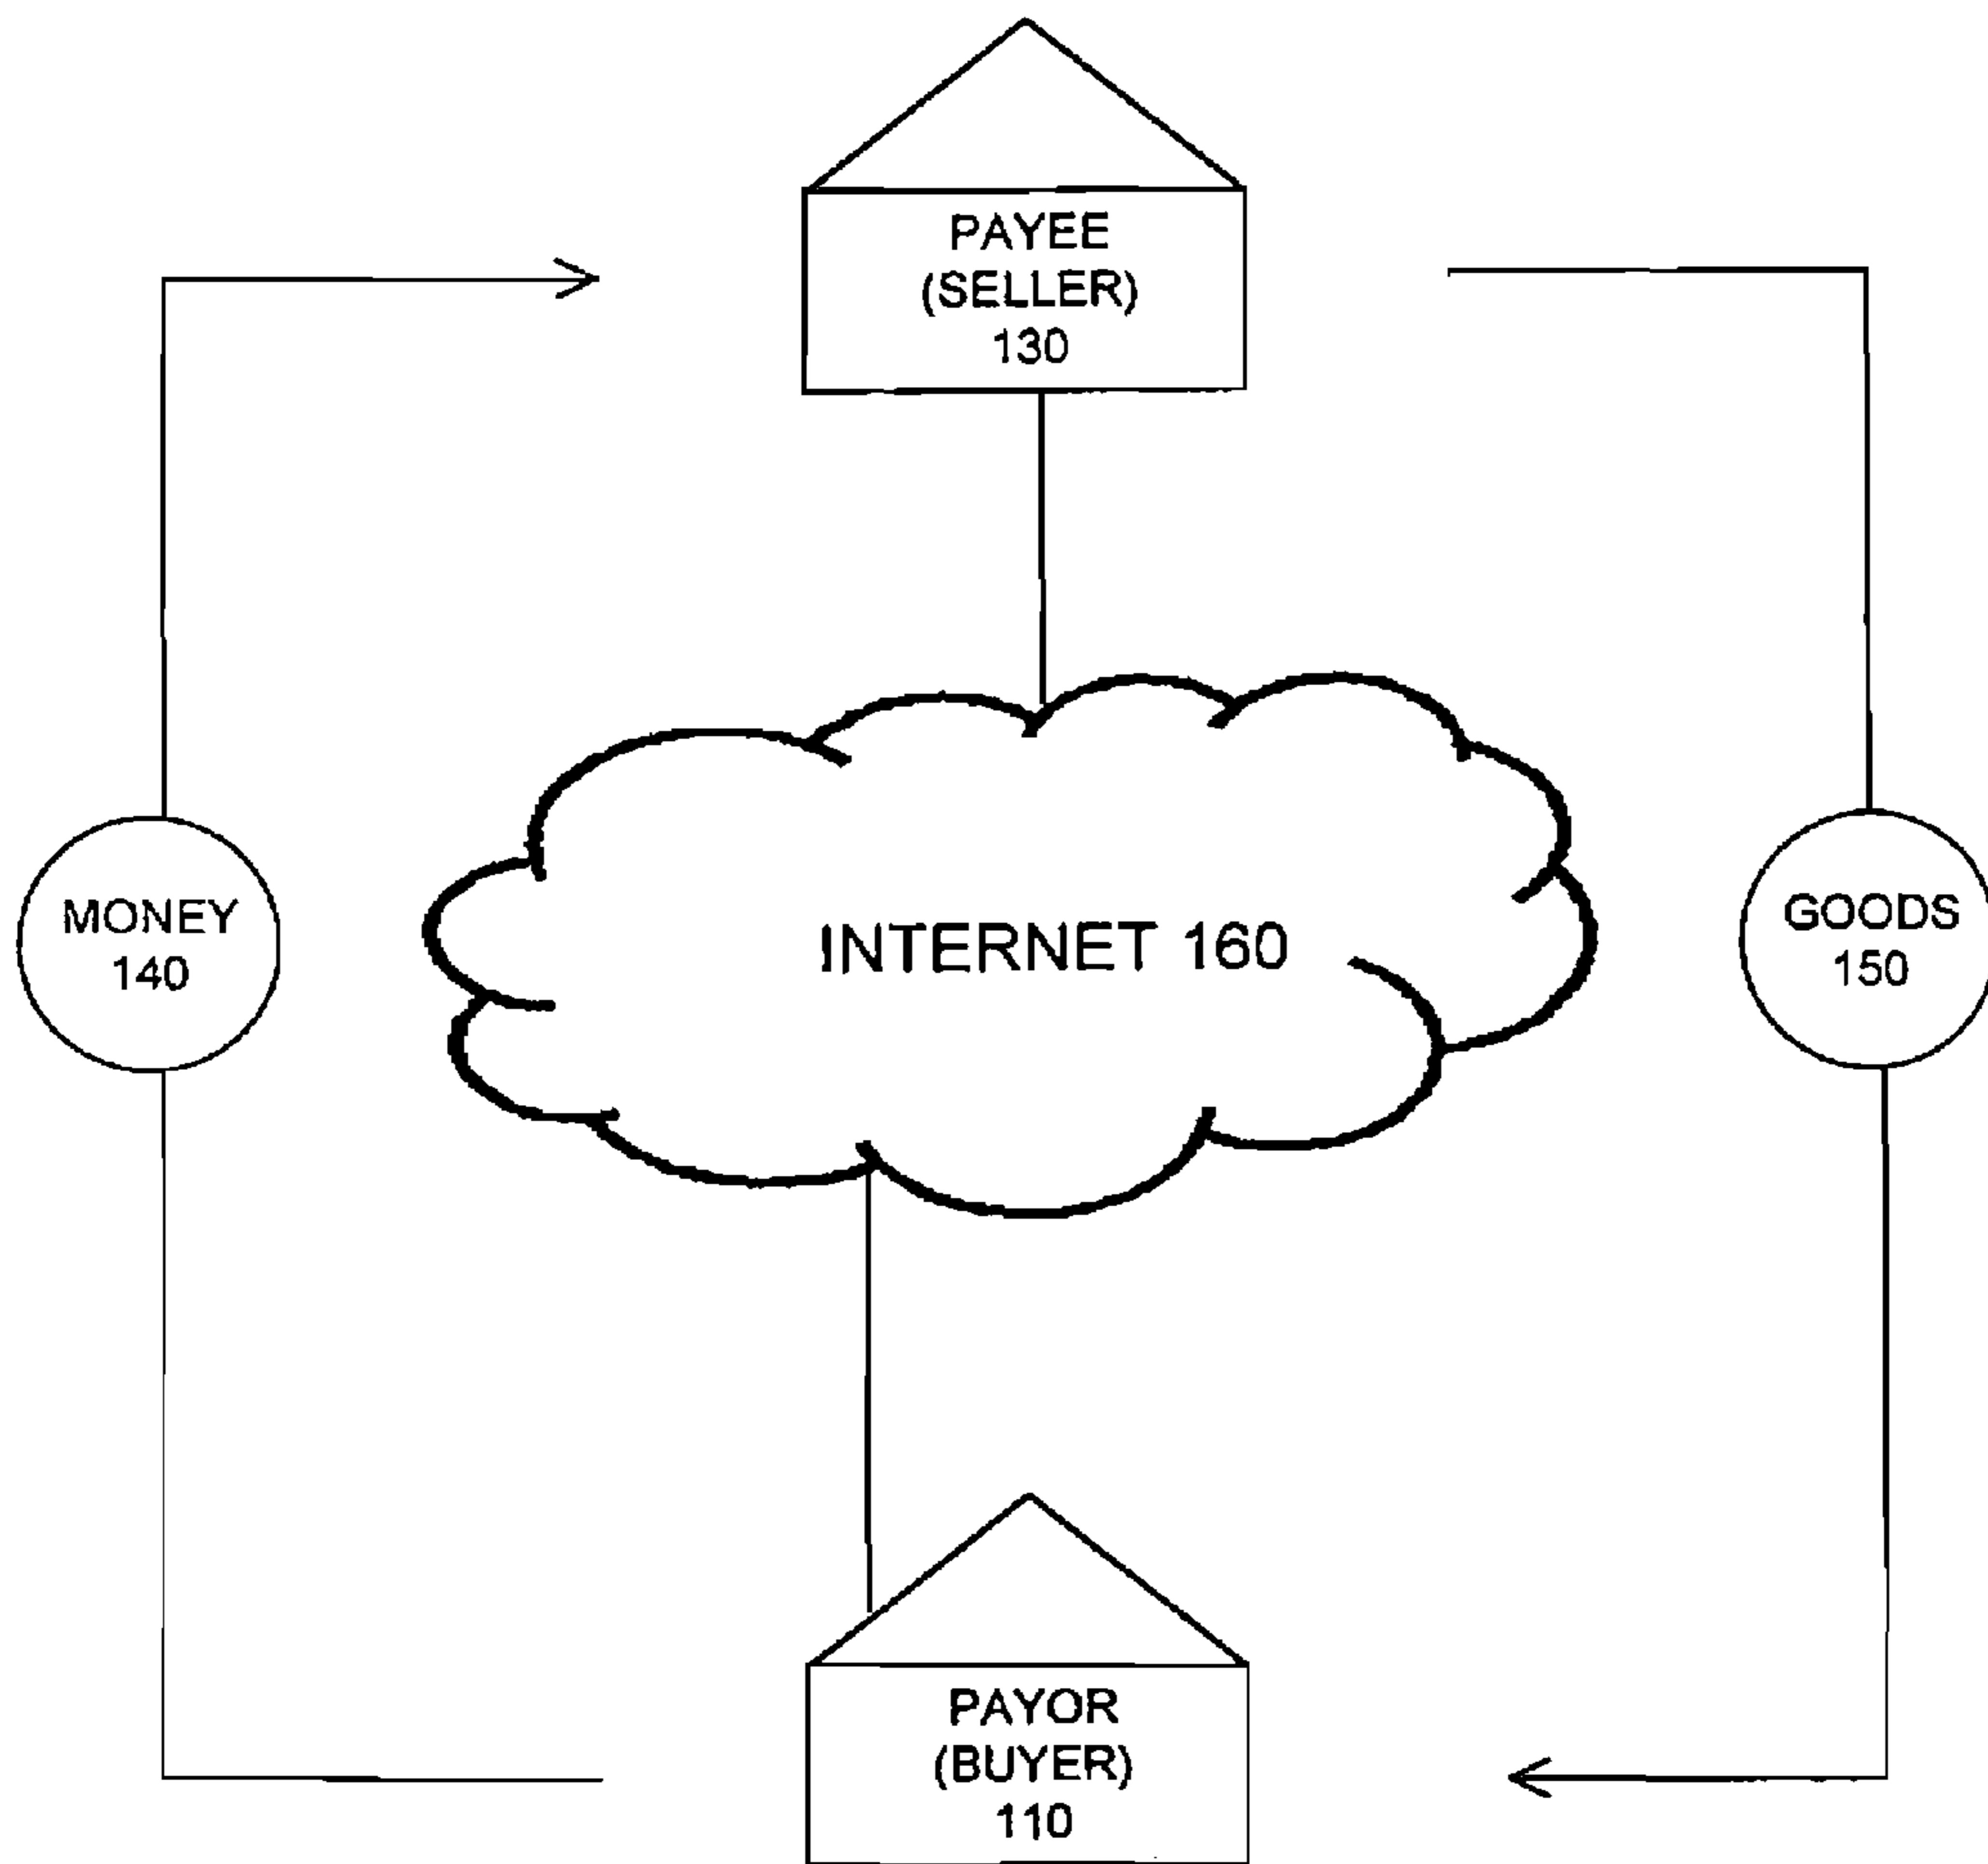 PAYEE
(SELLER)
130
MONEY
140
INTERNET 160
GOODS
150
PAYOR
(BUYER)
110